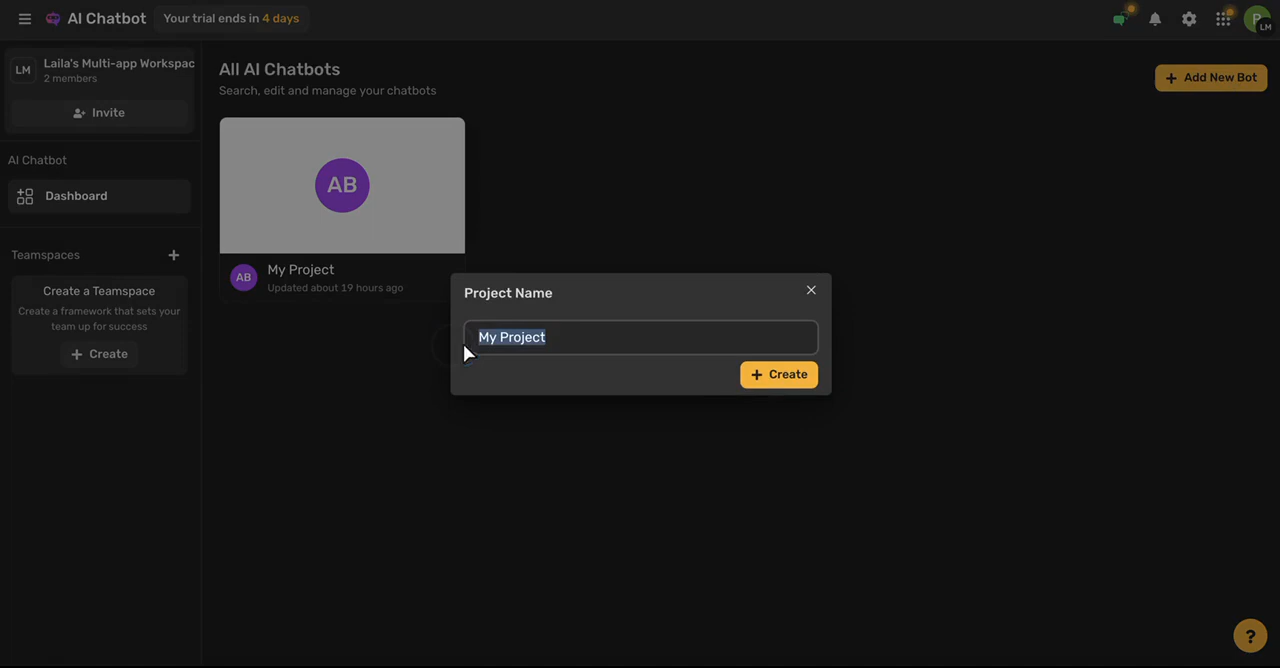 AI Chatbot
Your trial ends in 4 days
LM
LM
Laila's Multi-app Workspac
2 members
Invite
AI Chatbot
Dashboard
Teamspaces
Create a Teamspace
Create a framework that sets your
team up for success
Create
All AI Chatbots
Search, edit and manage your chatbots
Add New Bot
AB
AB
My Project
Updated about 19 hours ago
Project Name
My Project
Create
?